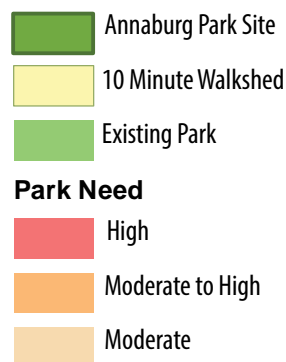 Annaburg Park Site
10 Minute Walkshed
Existing Park
Park Need
High
Moderate to High
Moderate